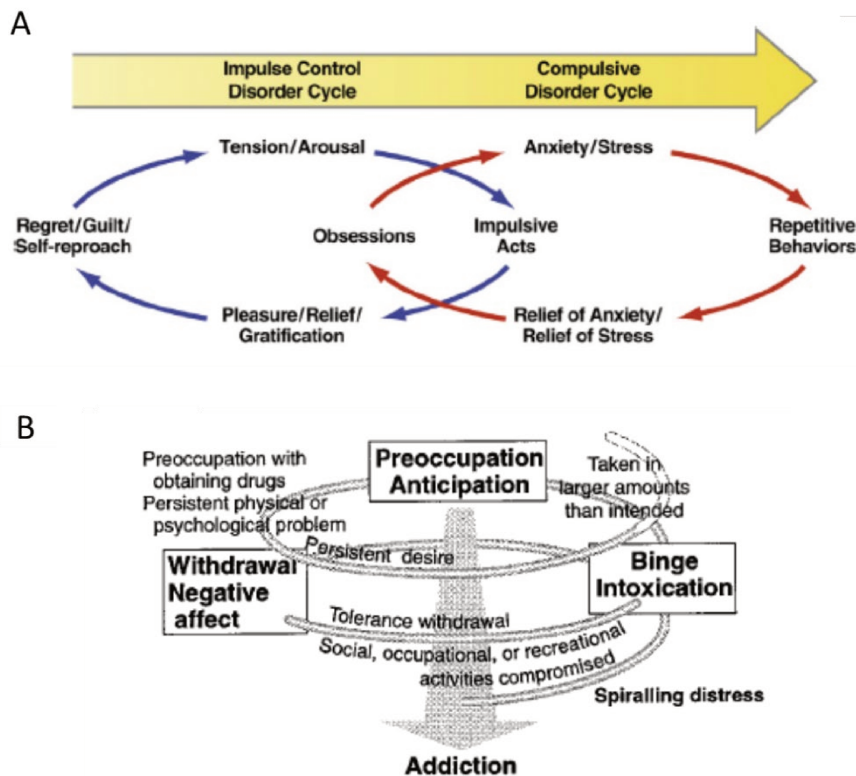 A
Impulse Control
Disorder Cycle
Compulsive
Disorder Cycle
Tension/Arousal
Anxiety/Stress
Regret/Guilt/
Self-reproach
Obsessions
Impulsive
Acts
Repetitive
Behaviors
Pleasure/Relief/
Gratification
Relief of Anxiety/
Relief of Stress
B
Preoccupation with
obtaining drugs
Persistent physical or
psychological problem
Preoccupation
Anticipation
Taken in
larger amounts
than intended
Persistent desire
Withdrawal
Negative
affect
Binge
Intoxication
Tolerance withdrawal
Social, occupational, or recreational
activities compromised
Spiralling distress
Addiction